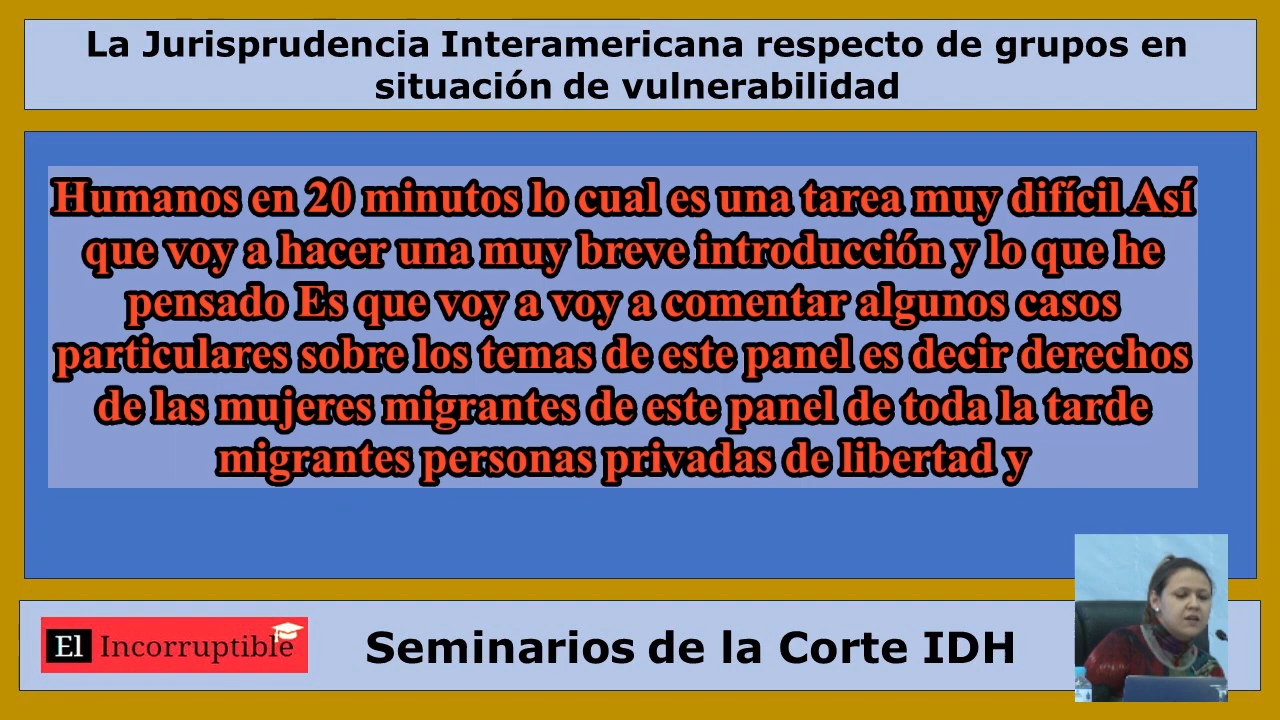 La Jurisprudencia Interamericana respecto de grupos en
situación de vulnerabilidad
Humanos en 20 minutos lo cual es una tarea muy difícil Así
que voy a hacer una muy breve introducción y lo que he
pensado Es que voy a voy a comentar algunos casos
particulares sobre los temas de este panel es decir derechos
de las mujeres migrantes de este panel de toda la tarde
migrantes personas privadas de libertad y
El Incorruptible
Seminarios de la Corte IDH